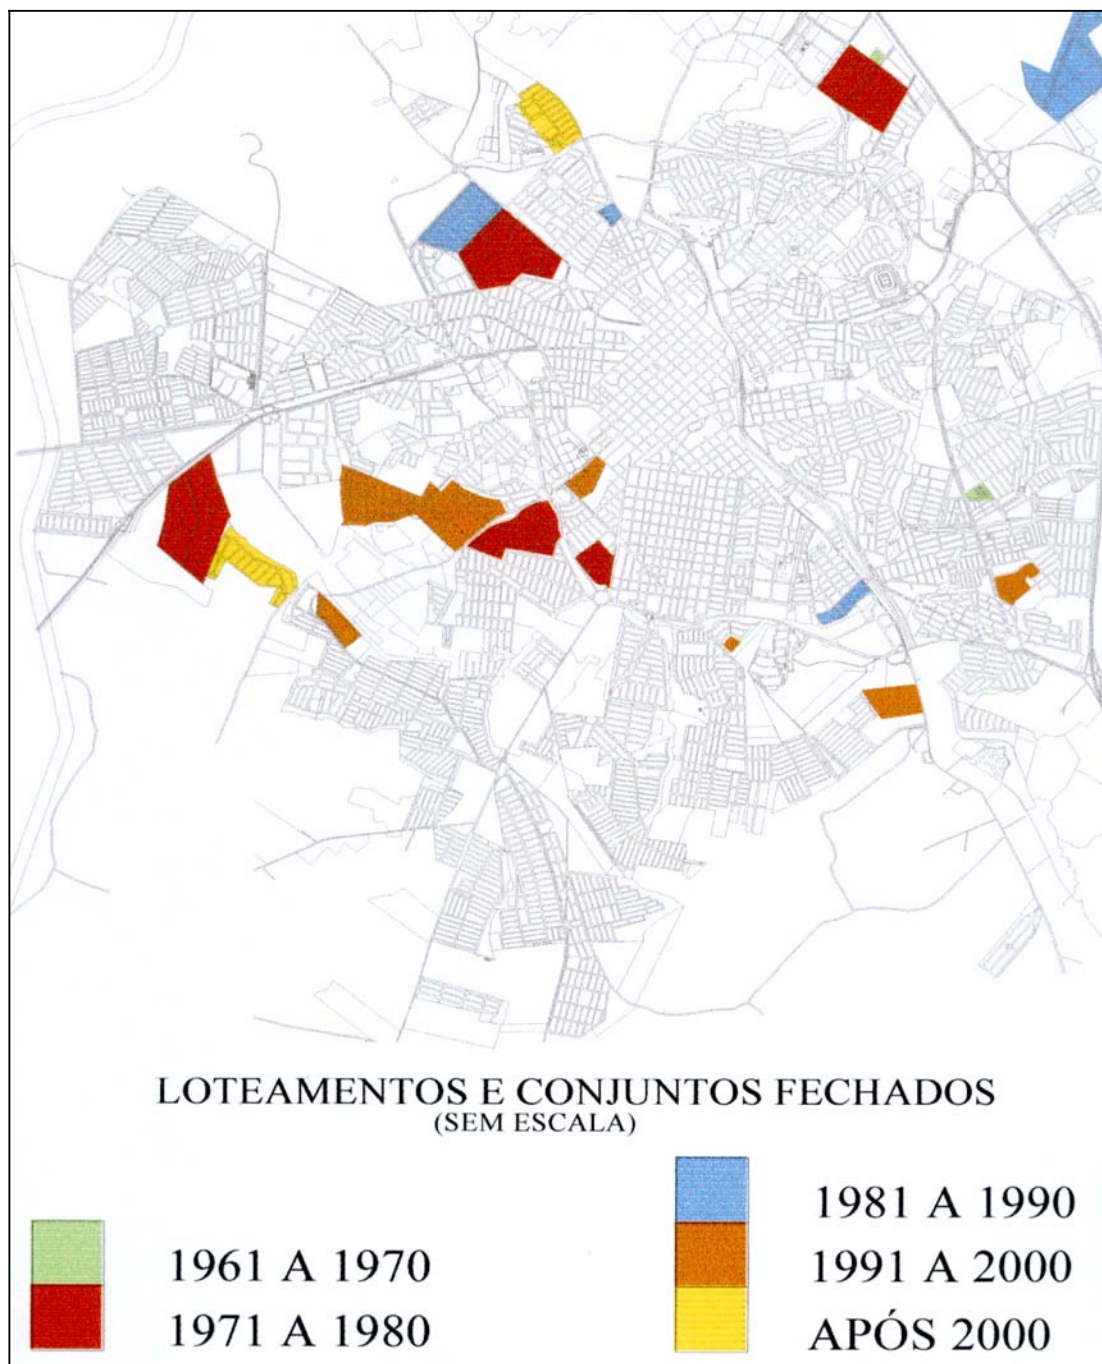 LOTEAMENTOS E CONJUNTOS FECHADOS
(SEM ESCALA)
1961 A 1970
1971 A 1980
1981 A 1990
1991 A 2000
APÓS 2000